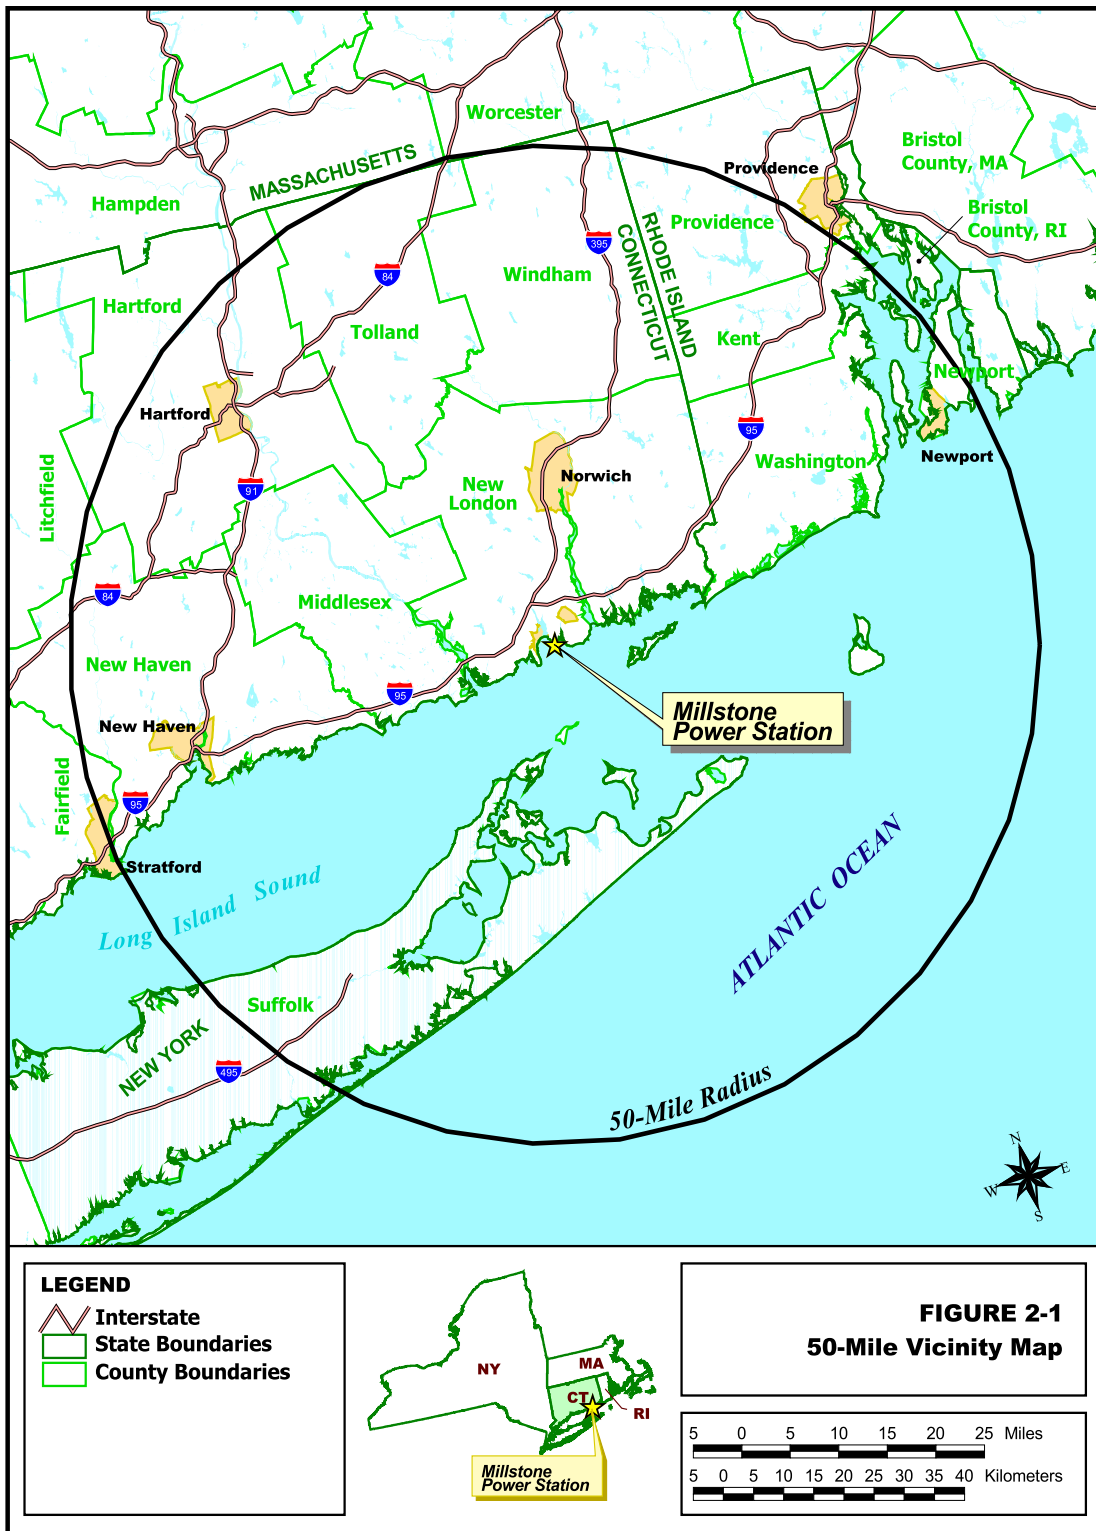 Worcester
Bristol
County, MA
MASSACHUSETTS
Providence
Hampden
Bristol
County, RI
RHODE ISLAND
CONNECTICUT
Providence
395
Windham
84
Hartford
Tolland
Kent
Newport
Hartford
95
Newport
Washington
Litchfield
91
New
London
Norwich
84
Middlesex
New Haven
95
Millstone
Power Station
New Haven
Fairfield
95
Stratford
Long Island Sound
ATLANTIC OCEAN
Suffolk
NEW YORK
495
50-Mile Radius
N
E
W
S
LEGEND
Interstate
State Boundaries
County Boundaries
NY
MA
CT
RI
Millstone
Power Station
FIGURE 2-1
50-Mile Vicinity Map
5 0 5 10 15 20 25 Miles
5 0 5 10 15 20 25 30 35 40 Kilometers